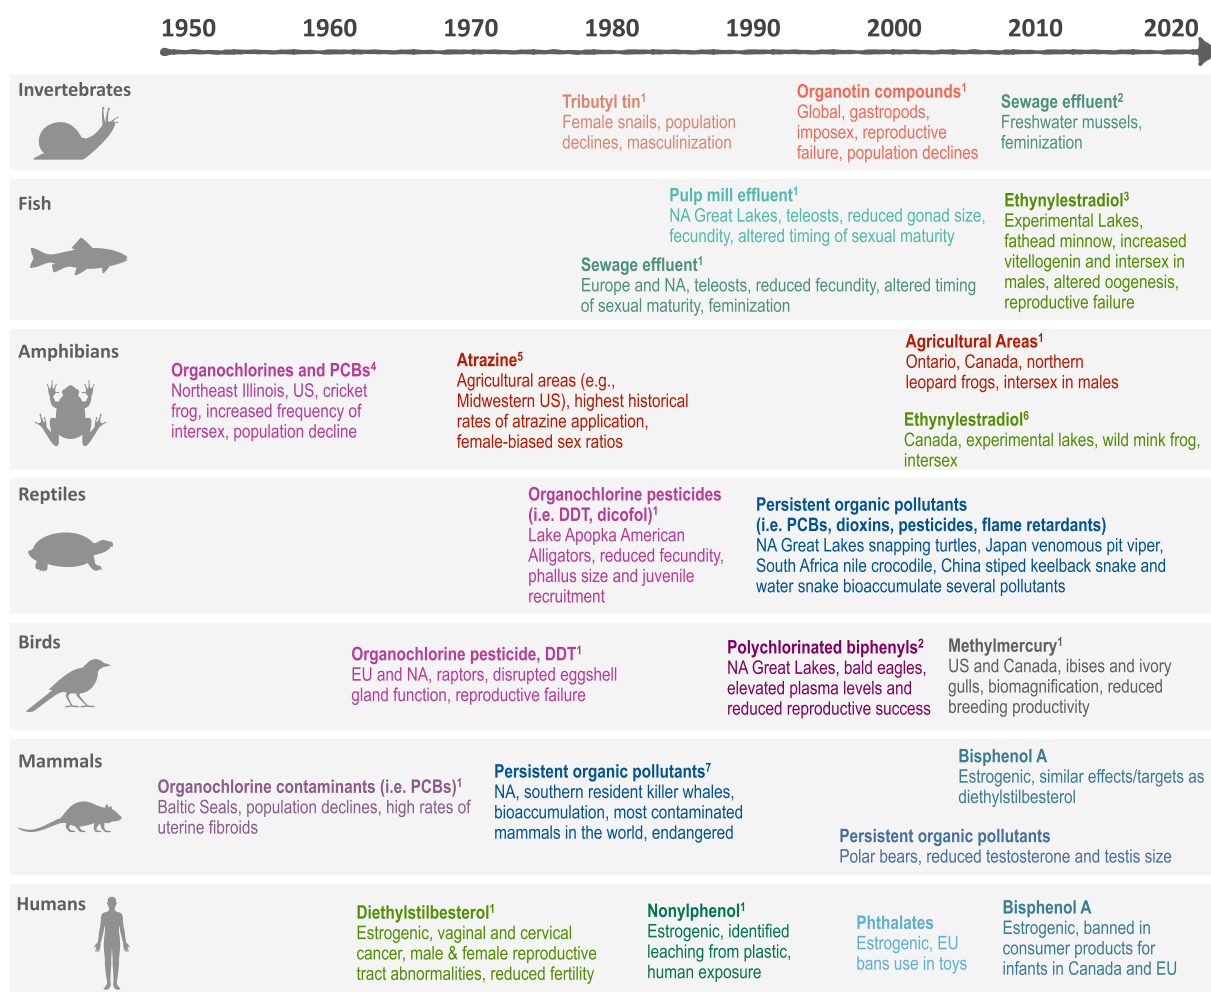 1950 1960 1970 1980 1990 2000 2010 2020
Invertebrates
Tributyl tin¹
Female snails, population
declines, masculinization
Organotin compounds¹
Global, gastropods,
imposex, reproductive
failure, population declines
Sewage effluent²
Freshwater mussels,
feminization
Fish
Pulp mill effluent¹
NA Great Lakes, teleosts, reduced gonad size,
fecundity, altered timing of sexual maturity
Sewage effluent¹
Europe and NA, teleosts, reduced fecundity, altered timing
of sexual maturity, feminization
Ethynylestradiol³
Experimental Lakes,
fathead minnow, increased
vitellogenin and intersex in
males, altered oogenesis,
reproductive failure
Amphibians
Organochlorines and PCBs⁴
Northeast Illinois, US, cricket
frog, increased frequency of
intersex, population decline
Atrazine⁵
Agricultural areas (e.g.,
Midwestern US), highest historical
rates of atrazine application,
female-biased sex ratios
Agricultural Areas¹
Ontario, Canada, northern
leopard frogs, intersex in males
Ethynylestradiol⁶
Canada, experimental lakes, wild mink frog,
intersex
Reptiles
Organochlorine pesticides
(i.e. DDT, dicofol)¹
Lake Apopka American
Alligators, reduced fecundity,
phallus size and juvenile
recruitment
Persistent organic pollutants
(i.e. PCBs, dioxins, pesticides, flame retardants)
NA Great Lakes snapping turtles, Japan venomous pit viper,
South Africa nile crocodile, China stiped keelback snake and
water snake bioaccumulate several pollutants
Birds
Organochlorine pesticide, DDT¹
EU and NA, raptors, disrupted eggshell
gland function, reproductive failure
Polychlorinated biphenyls²
NA Great Lakes, bald eagles,
elevated plasma levels and
reduced reproductive success
Methylmercury¹
US and Canada, ibises and ivory
gulls, biomagnification, reduced
breeding productivity
Mammals
Organochlorine contaminants (i.e. PCBs)¹
Baltic Seals, population declines, high rates of
uterine fibroids
Persistent organic pollutants⁷
NA, southern resident killer whales,
bioaccumulation, most contaminated
mammals in the world, endangered
Bisphenol A
Estrogenic, similar effects/targets as
diethylstilbesterol
Persistent organic pollutants
Polar bears, reduced testosterone and testis size
Humans
Diethylstilbesterol¹
Estrogenic, vaginal and cervical
cancer, male & female reproductive
tract abnormalities, reduced fertility
Nonylphenol¹
Estrogenic, identified
leaching from plastic,
human exposure
Phthalates
Estrogenic, EU
bans use in toys
Bisphenol A
Estrogenic, banned in
consumer products for
infants in Canada and EU